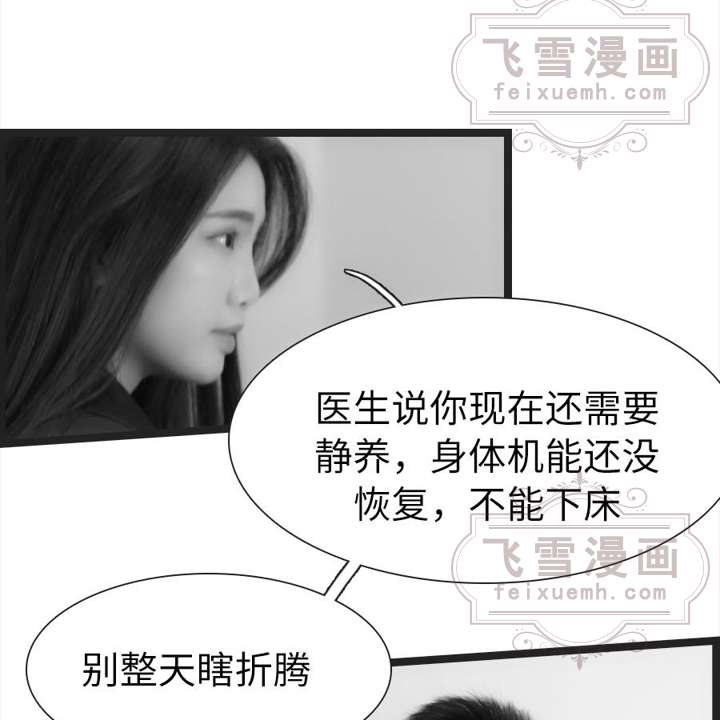 飞雪漫画
feixuemh.com
医生说你现在还需要
静养，身体机能还没
恢复，不能下床
飞雪漫画
feixuemh.com
别整天瞎折腾